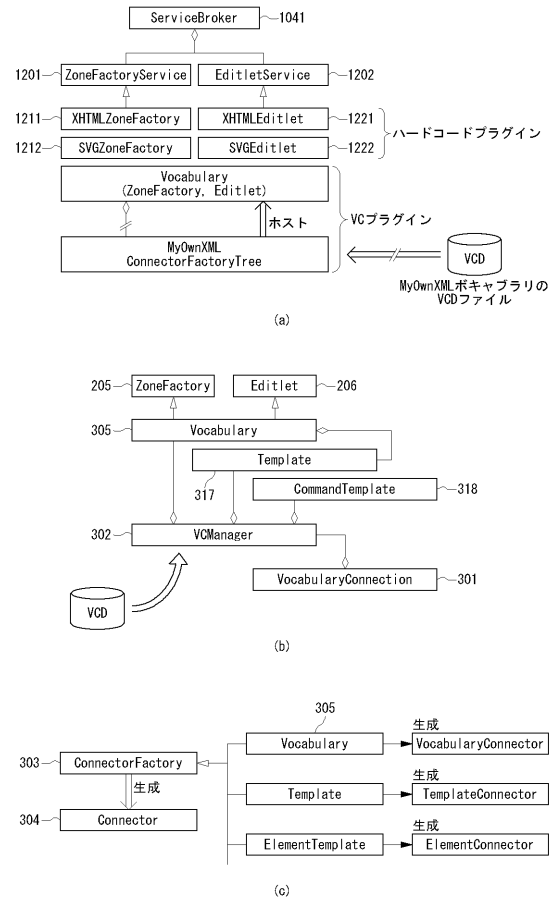 ServiceBroker 1041
1201 ZoneFactoryService EditletService 1202
1211 XHTMLZoneFactory XHTMLEditlet 1221
1212 SVGZoneFactory SVGEditlet 1222
ハードコードプラグイン
Vocabulary
(ZoneFactory, Editlet)
ホスト
VCプラグイン
MyOwnXML
ConnectorFactoryTree
VCD
MyOwnXMLボキャブラリの
VCDファイル
(a)
205 ZoneFactory Editlet 206
305 Vocabulary
Template
317
CommandTemplate 318
302 VCManager
VocabularyConnection 301
VCD
(b)
305
303 ConnectorFactory
生成
304 Connector
Vocabulary 生成 VocabularyConnector
Template 生成 TemplateConnector
ElementTemplate 生成 ElementConnector
(c)